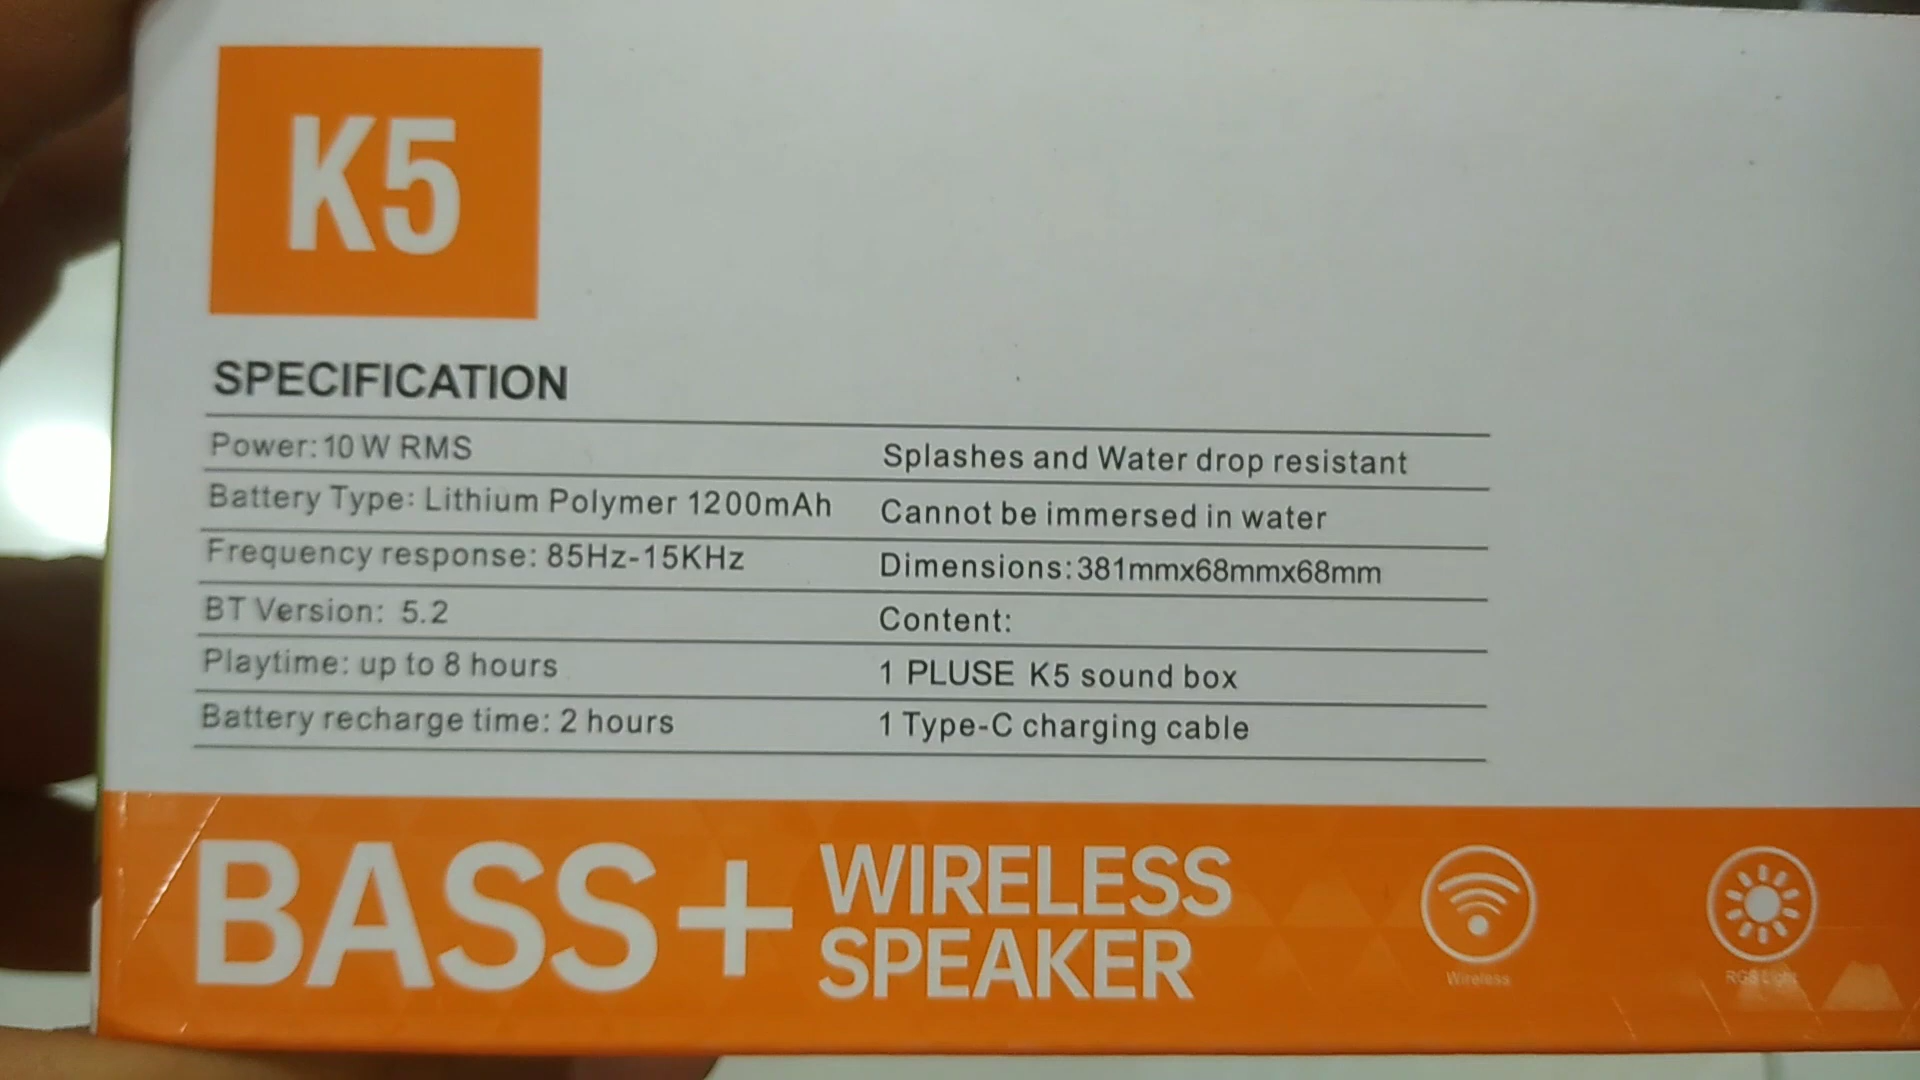 K5
SPECIFICATION
Power: 10 W RMS
Battery Type: Lithium Polymer 1200mAh
Frequency response: 85Hz-15KHz
BT Version: 5.2
Playtime: up to 8 hours
Battery recharge time: 2 hours
Splashes and Water drop resistant
Cannot be immersed in water
Dimensions:381mmx68mmx68mm
Content:
1 PLUSE K5 sound box
1 Type-C charging cable
BASS+
WIRELESS
SPEAKER
Wireless
RGB Light